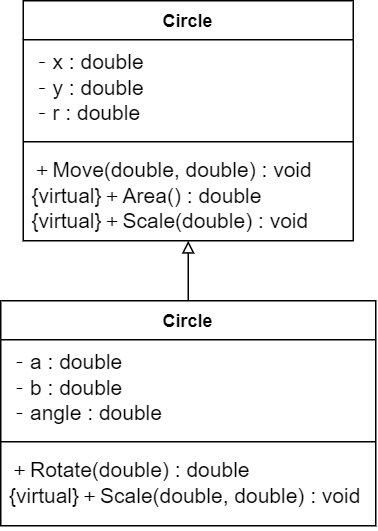 Circle
- x : double
- y : double
- r : double
+ Move(double, double) : void
{virtual} + Area() : double
{virtual} + Scale(double) : void
Circle
- a : double
- b : double
- angle : double
+ Rotate(double) : double
{virtual} + Scale(double, double) : void